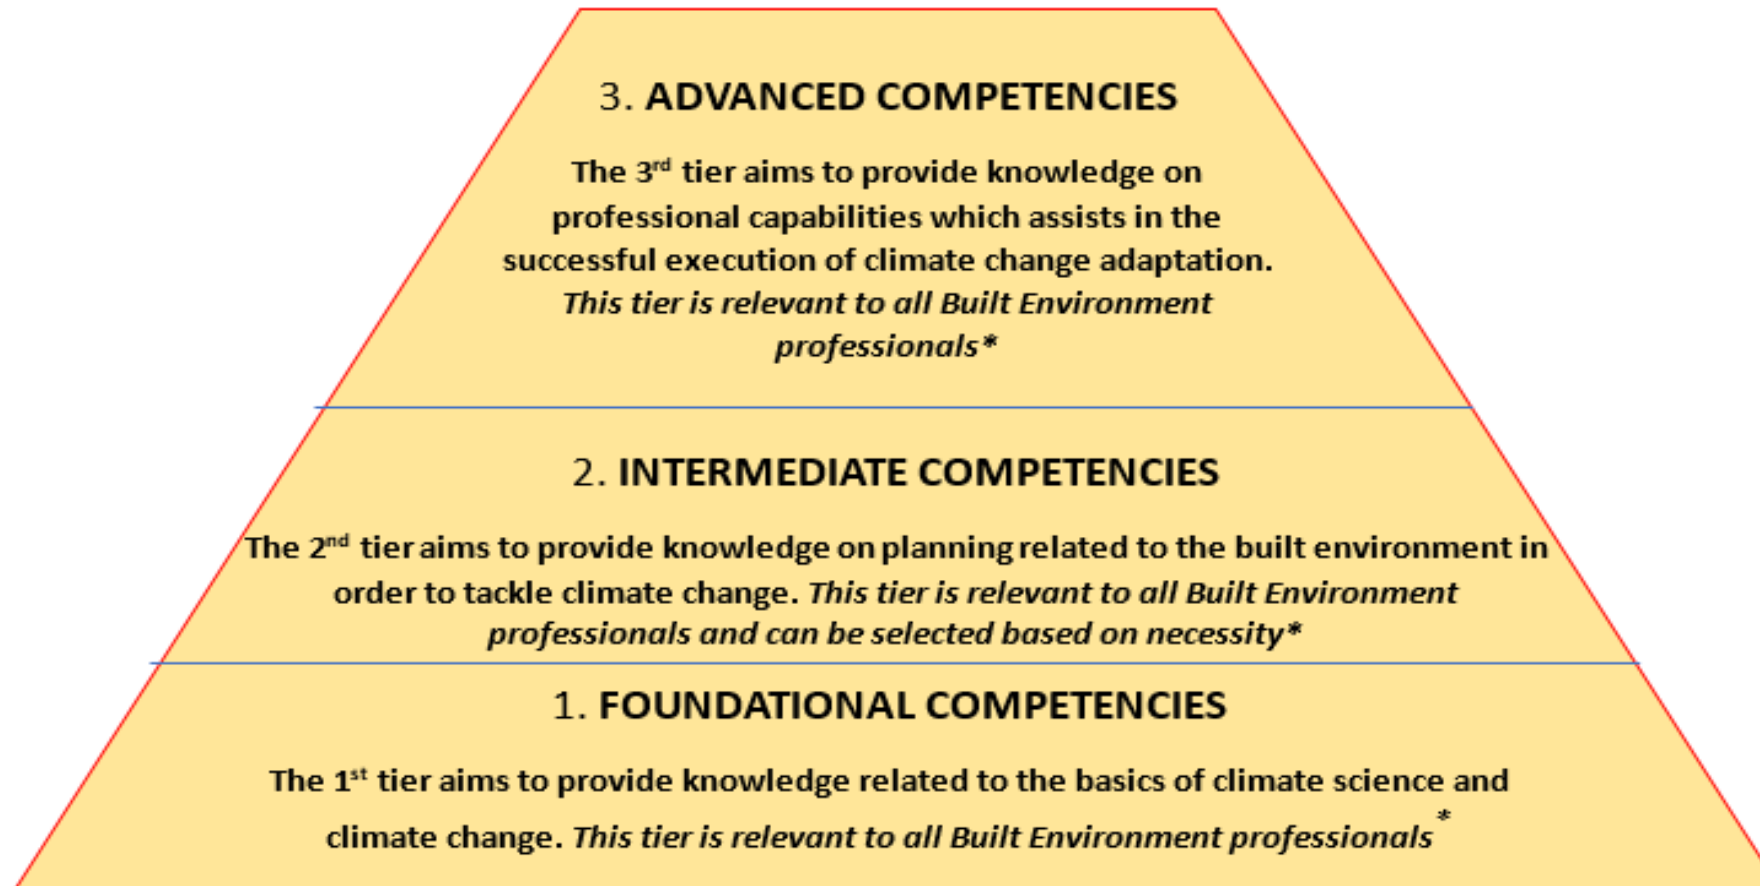 3. ADVANCED COMPETENCIES
The 3rd tier aims to provide knowledge on
professional capabilities which assists in the
successful execution of climate change adaptation.
This tier is relevant to all Built Environment
professionals*
2. INTERMEDIATE COMPETENCIES
The 2nd tier aims to provide knowledge on planning related to the built environment in
order to tackle climate change. This tier is relevant to all Built Environment
professionals and can be selected based on necessity*
1. FOUNDATIONAL COMPETENCIES
The 1st tier aims to provide knowledge related to the basics of climate science and
climate change. This tier is relevant to all Built Environment professionals*